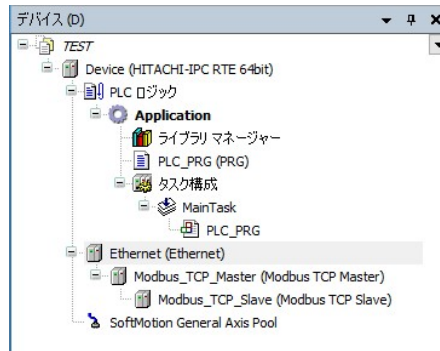 デバイス (D)
TEST
Device (HITACHI-IPC RTE 64bit)
PLC ロジック
Application
ライブラリ マネージャー
PLC_PRG (PRG)
タスク構成
MainTask
PLC_PRG
Ethernet (Ethernet)
Modbus_TCP_Master (Modbus TCP Master)
Modbus_TCP_Slave (Modbus TCP Slave)
SoftMotion General Axis Pool